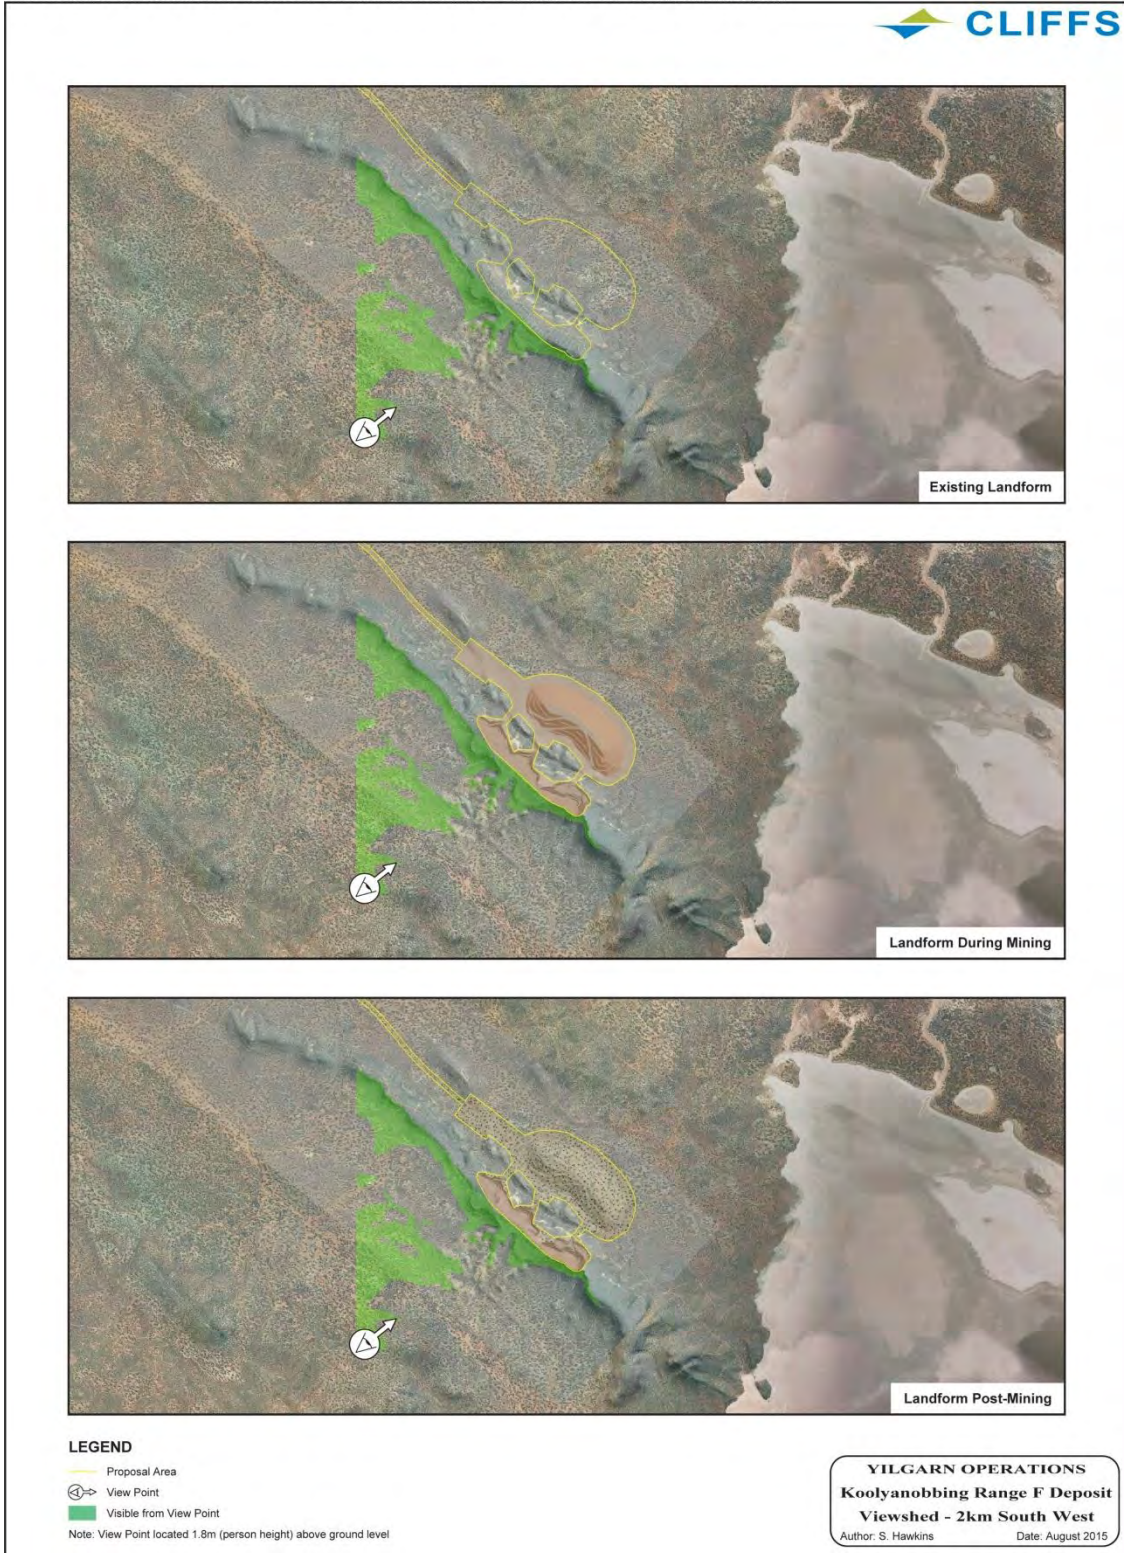 CLIFFS
Existing Landform
Landform During Mining
Landform Post-Mining
LEGEND
Proposal Area
View Point
Visible from View Point
Note: View Point located 1.8m (person height) above ground level
YILGARN OPERATIONS
Koolyanobbing Range F Deposit
Viewshed - 2km South West
Author: S. Hawkins Date: August 2015